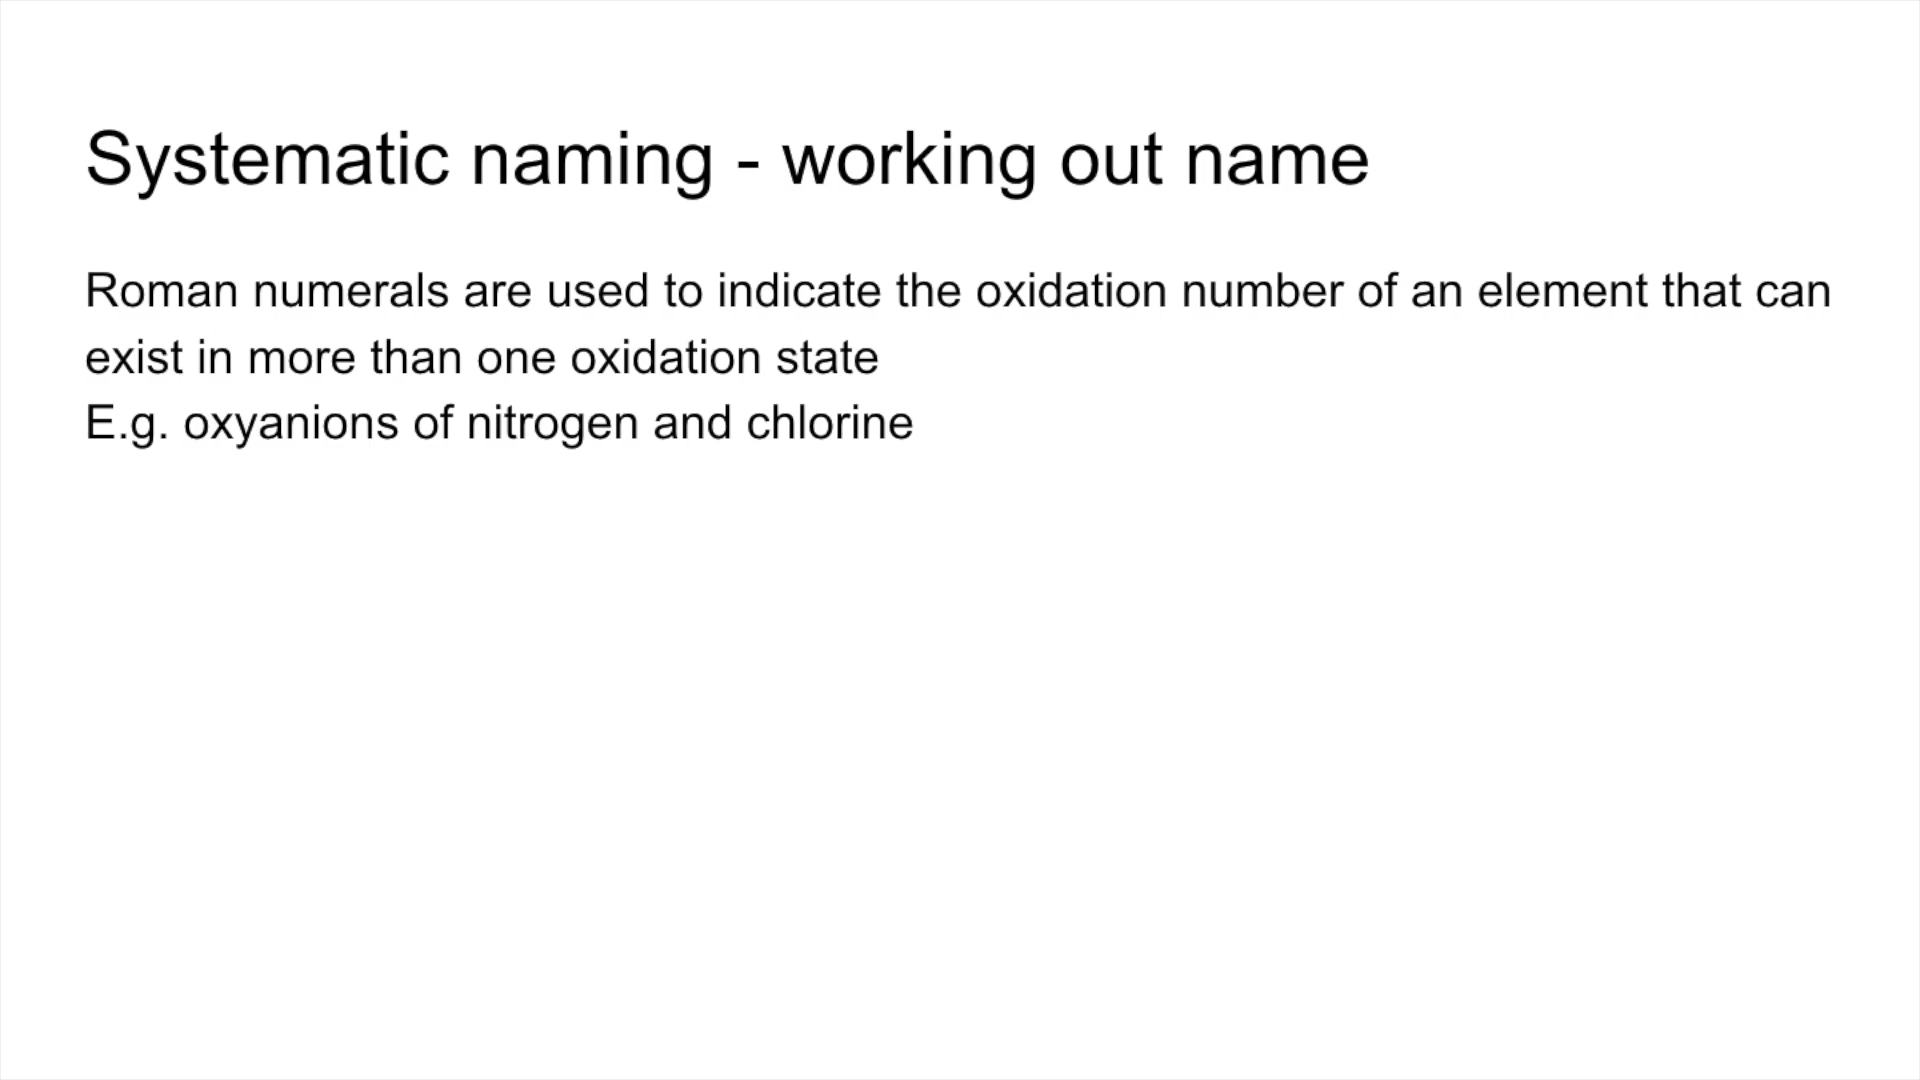 Systematic naming - working out name
Roman numerals are used to indicate the oxidation number of an element that can
exist in more than one oxidation state
E.g. oxyanions of nitrogen and chlorine